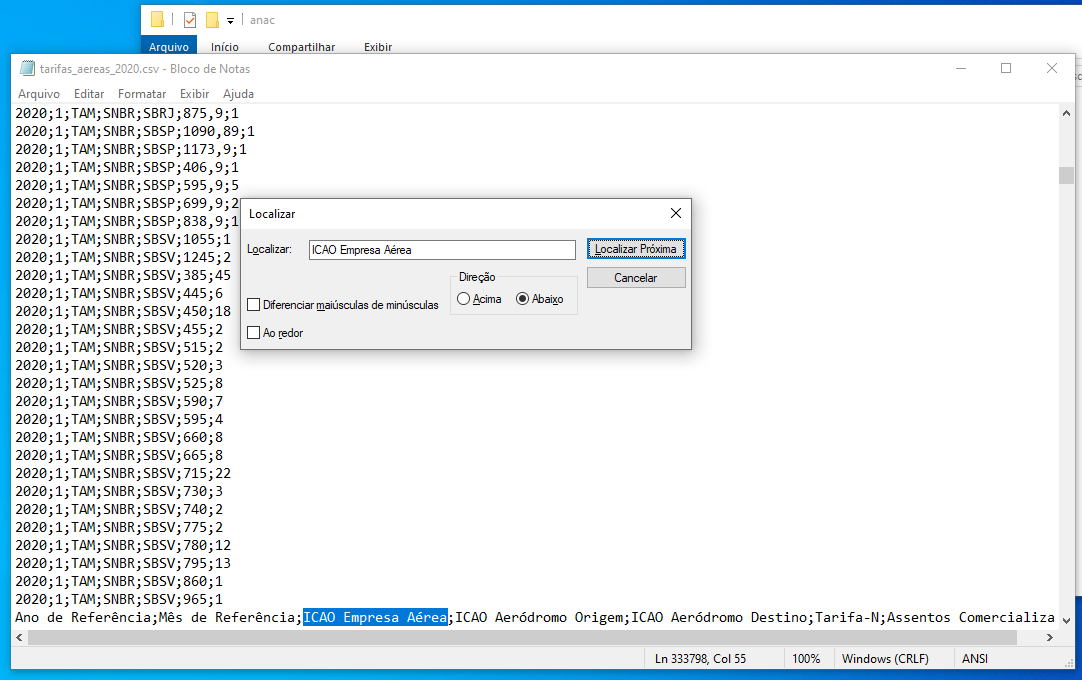 anac
Arquivo Início Compartilhar Exibir
tarifas_aereas_2020.csv - Bloco de Notas
Arquivo Editar Formatar Exibir Ajuda
2020;1;TAM;SNBR;SBRJ;875,9;1
2020;1;TAM;SNBR;SBSP;1090,89;1
2020;1;TAM;SNBR;SBSP;1173,9;1
2020;1;TAM;SNBR;SBSP;406,9;1
2020;1;TAM;SNBR;SBSP;595,9;5
2020;1;TAM;SNBR;SBSP;699,9;2
2020;1;TAM;SNBR;SBSP;838,9;1
2020;1;TAM;SNBR;SBSV;1055;1
2020;1;TAM;SNBR;SBSV;1245;2
2020;1;TAM;SNBR;SBSV;385;45
2020;1;TAM;SNBR;SBSV;445;6
2020;1;TAM;SNBR;SBSV;450;18
2020;1;TAM;SNBR;SBSV;455;2
2020;1;TAM;SNBR;SBSV;515;2
2020;1;TAM;SNBR;SBSV;520;3
2020;1;TAM;SNBR;SBSV;525;8
2020;1;TAM;SNBR;SBSV;590;7
2020;1;TAM;SNBR;SBSV;595;4
2020;1;TAM;SNBR;SBSV;660;8
2020;1;TAM;SNBR;SBSV;665;8
2020;1;TAM;SNBR;SBSV;715;22
2020;1;TAM;SNBR;SBSV;730;3
2020;1;TAM;SNBR;SBSV;740;2
2020;1;TAM;SNBR;SBSV;775;2
2020;1;TAM;SNBR;SBSV;780;12
2020;1;TAM;SNBR;SBSV;795;13
2020;1;TAM;SNBR;SBSV;860;1
2020;1;TAM;SNBR;SBSV;965;1
Ano de Referência;Mês de Referência;ICAO Empresa Aérea;ICAO Aeródromo Origem;ICAO Aeródromo Destino;Tarifa-N;Assentos Comercializa
Localizar
Localizar: ICAO Empresa Aérea Localizar Próxima
Direção Cancelar
Acima Abaixo
Diferenciar maiúsculas de minúsculas
Ao redor
Ln 333798, Col 55 100% Windows (CRLF) ANSI